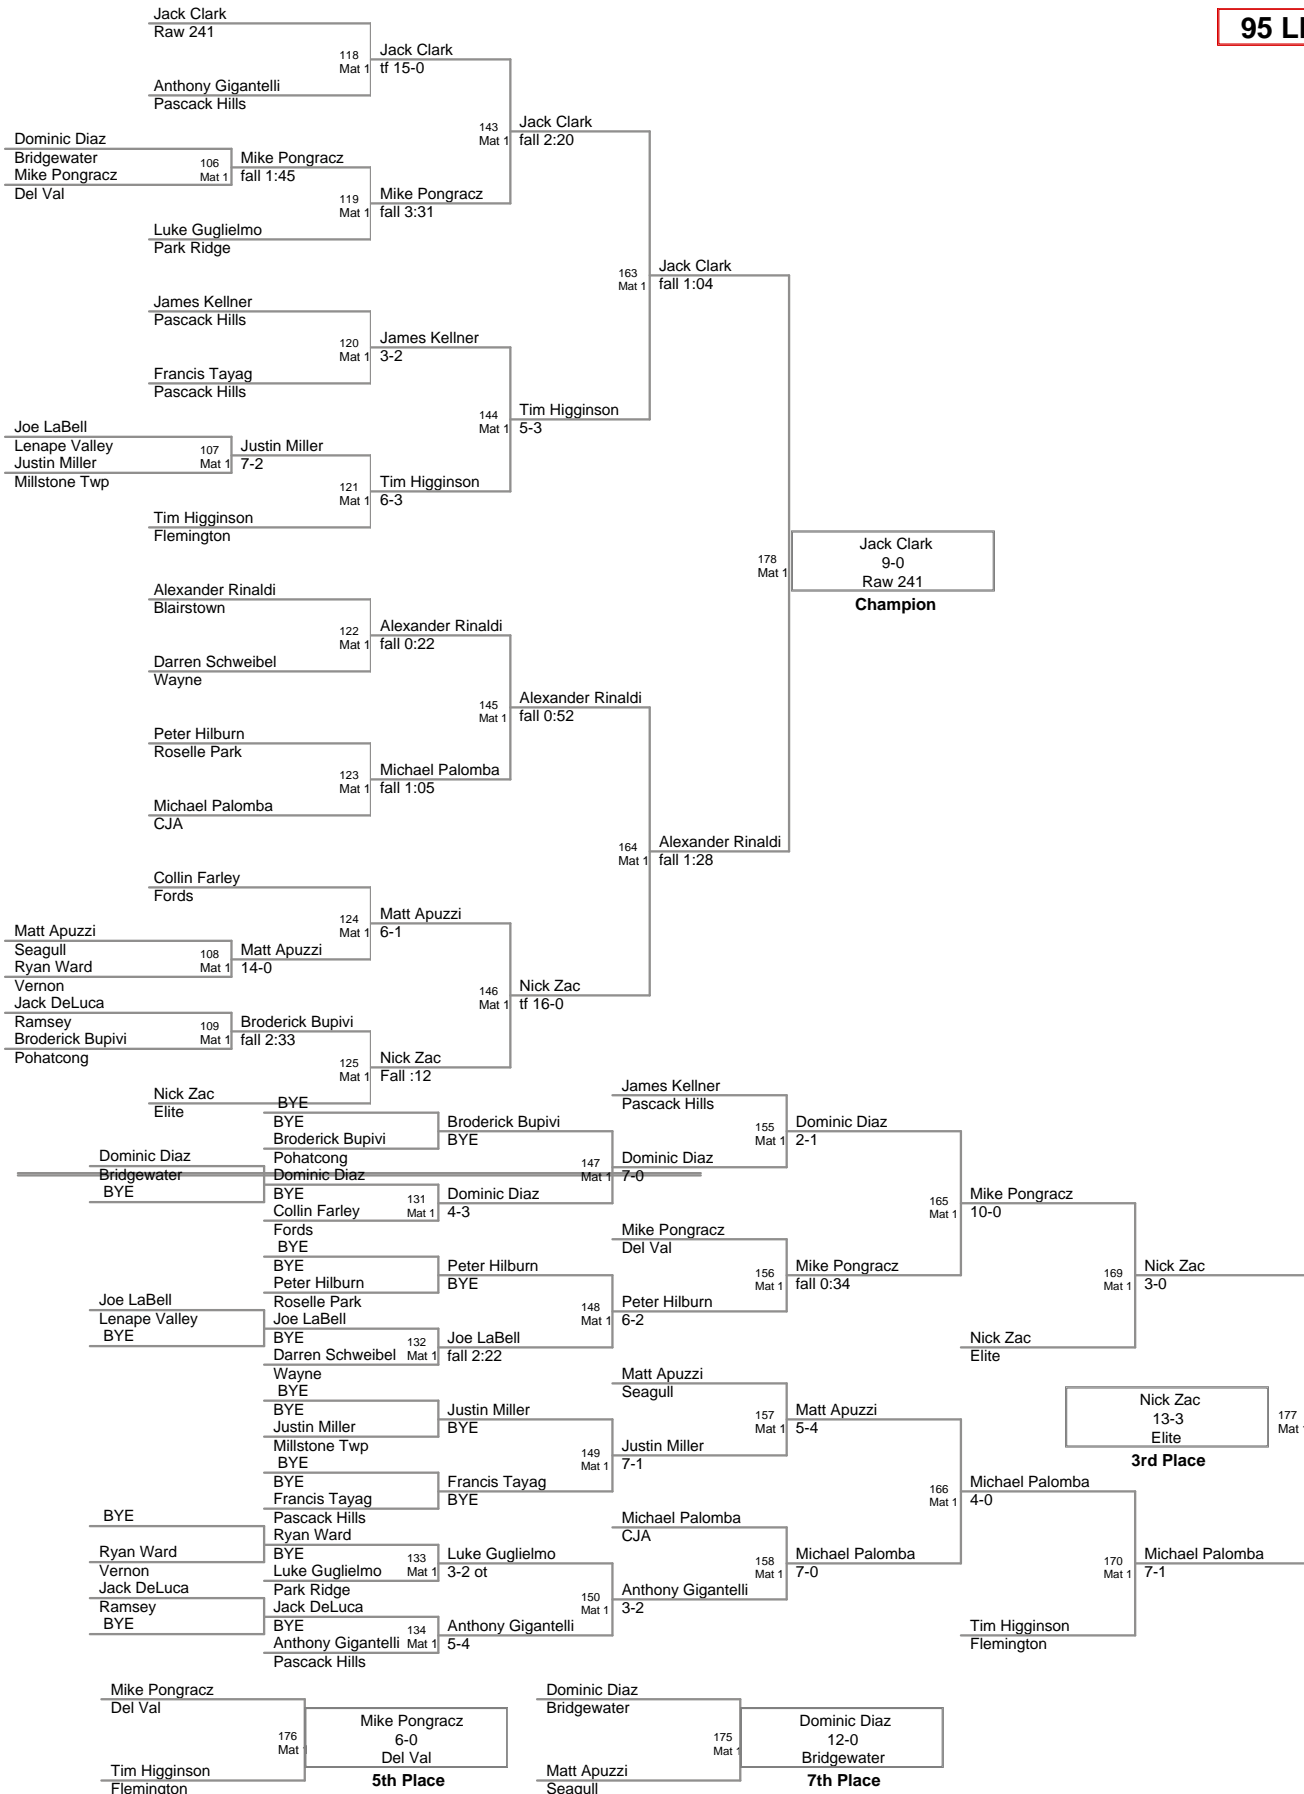 Jack Clark
95 L
Raw 241
118
Jack Clark
Mat 1
tf 15-0
Anthony Gigantelli
Pascack Hills
143
Jack Clark
Mat 1
fall 2:20
Dominic Diaz
Bridgewater
106
Mike Pongracz
Mike Pongracz
Mat 1
fall 1:45
Del Val
119
Mike Pongracz
Mat 1
fall 3:31
Luke Guglielmo
Park Ridge
163
Jack Clark
Mat 1
fall 1:04
James Kellner
Pascack Hills
120
James Kellner
Mat 1
3-2
Francis Tayag
Pascack Hills
144
Tim Higginson
Mat 1
5-3
Joe LaBell
Lenape Valley
107
Justin Miller
Justin Miller
Mat 1
7-2
Millstone Twp
121
Tim Higginson
Mat 1
6-3
Tim Higginson
Flemington
178
Mat 1
Jack Clark
9-0
Raw 241
Champion
Alexander Rinaldi
Blairstown
122
Alexander Rinaldi
Mat 1
fall 0:22
Darren Schweibel
Wayne
145
Alexander Rinaldi
Mat 1
fall 0:52
Peter Hilburn
Roselle Park
123
Michael Palomba
Mat 1
fall 1:05
Michael Palomba
CJA
164
Alexander Rinaldi
Mat 1
fall 1:28
Collin Farley
Fords
124
Matt Apuzzi
Mat 1
6-1
Matt Apuzzi
Seagull
108
Matt Apuzzi
Ryan Ward
Mat 1
14-0
Vernon
146
Nick Zac
Mat 1
tf 16-0
Jack DeLuca
Ramsey
109
Broderick Bupivi
Broderick Bupivi
Mat 1
fall 2:33
Pohatcong
125
Nick Zac
Mat 1
Fall :12
Nick Zac
Elite
BYE
BYE
Broderick Bupivi
Broderick Bupivi
BYE
Pohatcong
James Kellner
Pascack Hills
155
Dominic Diaz
Mat 1
2-1
Dominic Diaz
Bridgewater
BYE
147
Dominic Diaz
Mat 1
7-0
Dominic Diaz
BYE
131
Dominic Diaz
Collin Farley
Mat 1
4-3
Fords
165
Mike Pongracz
Mat 1
10-0
BYE
BYE
Peter Hilburn
Peter Hilburn
BYE
Roselle Park
Mike Pongracz
Del Val
156
Mike Pongracz
Mat 1
fall 0:34
169
Nick Zac
Mat 1
3-0
Joe LaBell
Lenape Valley
BYE
148
Peter Hilburn
Mat 1
6-2
Joe LaBell
BYE
132
Joe LaBell
Darren Schweibel
Mat 1
fall 2:22
Wayne
Nick Zac
Elite
BYE
BYE
Justin Miller
Justin Miller
BYE
Millstone Twp
Matt Apuzzi
Seagull
157
Matt Apuzzi
Mat 1
5-4
Nick Zac
13-3
Elite
3rd Place
177
Mat
149
Justin Miller
Mat 1
7-1
BYE
BYE
Francis Tayag
Francis Tayag
BYE
Pascack Hills
166
Michael Palomba
Mat 1
4-0
BYE
Ryan Ward
Vernon
Ryan Ward
BYE
133
Luke Guglielmo
Luke Guglielmo
Mat 1
3-2 ot
Park Ridge
Michael Palomba
CJA
158
Michael Palomba
Mat 1
7-0
170
Michael Palomba
Mat 1
7-1
Jack DeLuca
Ramsey
BYE
150
Anthony Gigantelli
Mat 1
3-2
Jack DeLuca
BYE
134
Anthony Gigantelli
Anthony Gigantelli
Mat 1
5-4
Pascack Hills
Tim Higginson
Flemington
Mike Pongracz
Del Val
176
Mat
Mike Pongracz
6-0
Del Val
5th Place
Tim Higginson
Flemington
Dominic Diaz
Bridgewater
175
Mat 1
Dominic Diaz
12-0
Bridgewater
7th Place
Matt Apuzzi
Seagull